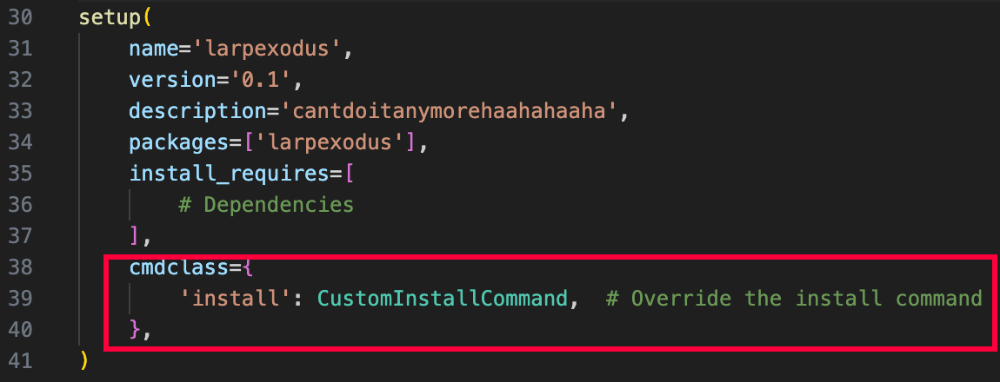 30 setup(
31     name='larpexodus',
32     version='0.1',
33     description='cantdoitanymorehaahahaaha',
34     packages=['larpexodus'],
35     install_requires=[
36         # Dependencies
37     ],
38     cmdclass={
39         'install': CustomInstallCommand,  # Override the install command
40     },
41 )